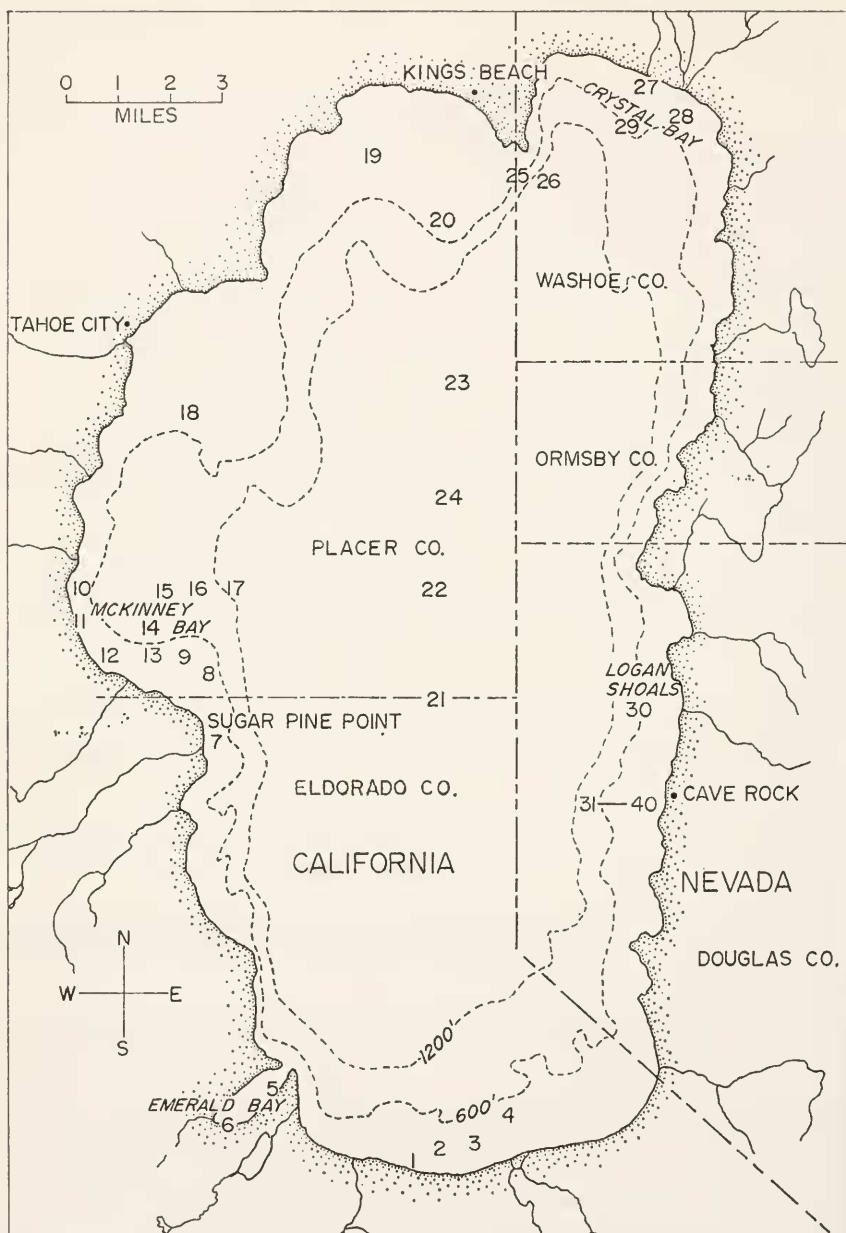 0 1 2 3
MILES
KINGS BEACH
27
CRYSTAL BAY
28
29
19
25 26
20
WASHOE CO.
TAHOE CITY
23
18
ORMSBY CO.
24
PLACER CO.
10 15 16 17 22
MCKINNEY BAY
11 14
12 13 9 8
LOGAN SHOALS
30
21
SUGAR PINE POINT
7
ELDORADO CO.
31—40
CAVE ROCK
CALIFORNIA
NEVADA
DOUGLAS CO.
N
W E
S
1200'
5
EMERALD BAY
6
600'
4
1 2 3